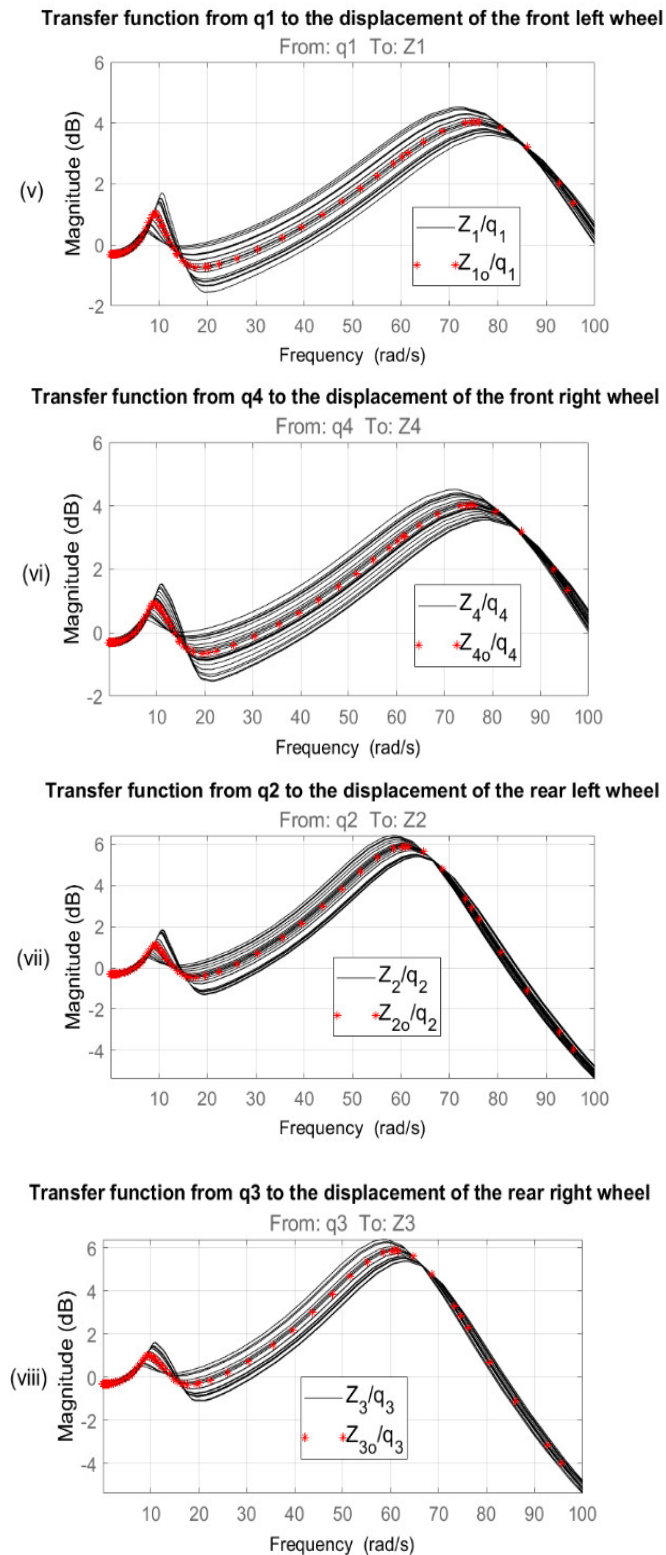 Transfer function from q1 to the displacement of the front left wheel
From: q1 To: Z1
6
4
2
0
-2
(v)
Magnitude (dB)
Z1/q1
Z1o/q1
10 20 30 40 50 60 70 80 90 100
Frequency (rad/s)
Transfer function from q4 to the displacement of the front right wheel
From: q4 To: Z4
6
4
2
0
-2
(vi)
Magnitude (dB)
Z4/q4
Z4o/q4
10 20 30 40 50 60 70 80 90 100
Frequency (rad/s)
Transfer function from q2 to the displacement of the rear left wheel
From: q2 To: Z2
6
4
2
0
-2
-4
(vii)
Magnitude (dB)
Z2/q2
Z2o/q2
10 20 30 40 50 60 70 80 90 100
Frequency (rad/s)
Transfer function from q3 to the displacement of the rear right wheel
From: q3 To: Z3
6
4
2
0
-2
-4
(viii)
Magnitude (dB)
Z3/q3
Z3o/q3
10 20 30 40 50 60 70 80 90 100
Frequency (rad/s)